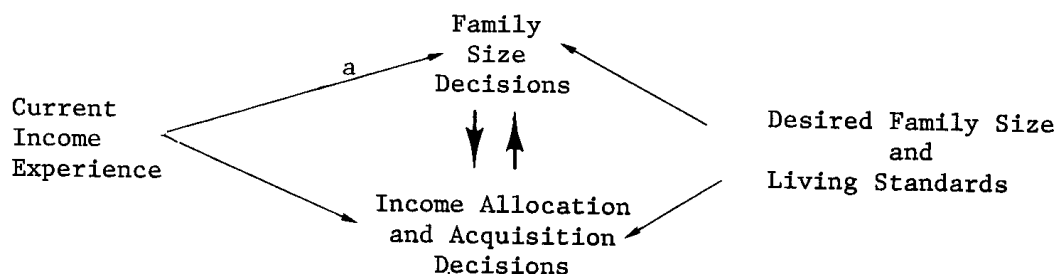 Family
Size
Decisions
a
Current
Income
Experience
Desired Family Size
and
Living Standards
Income Allocation
and Acquisition
Decisions